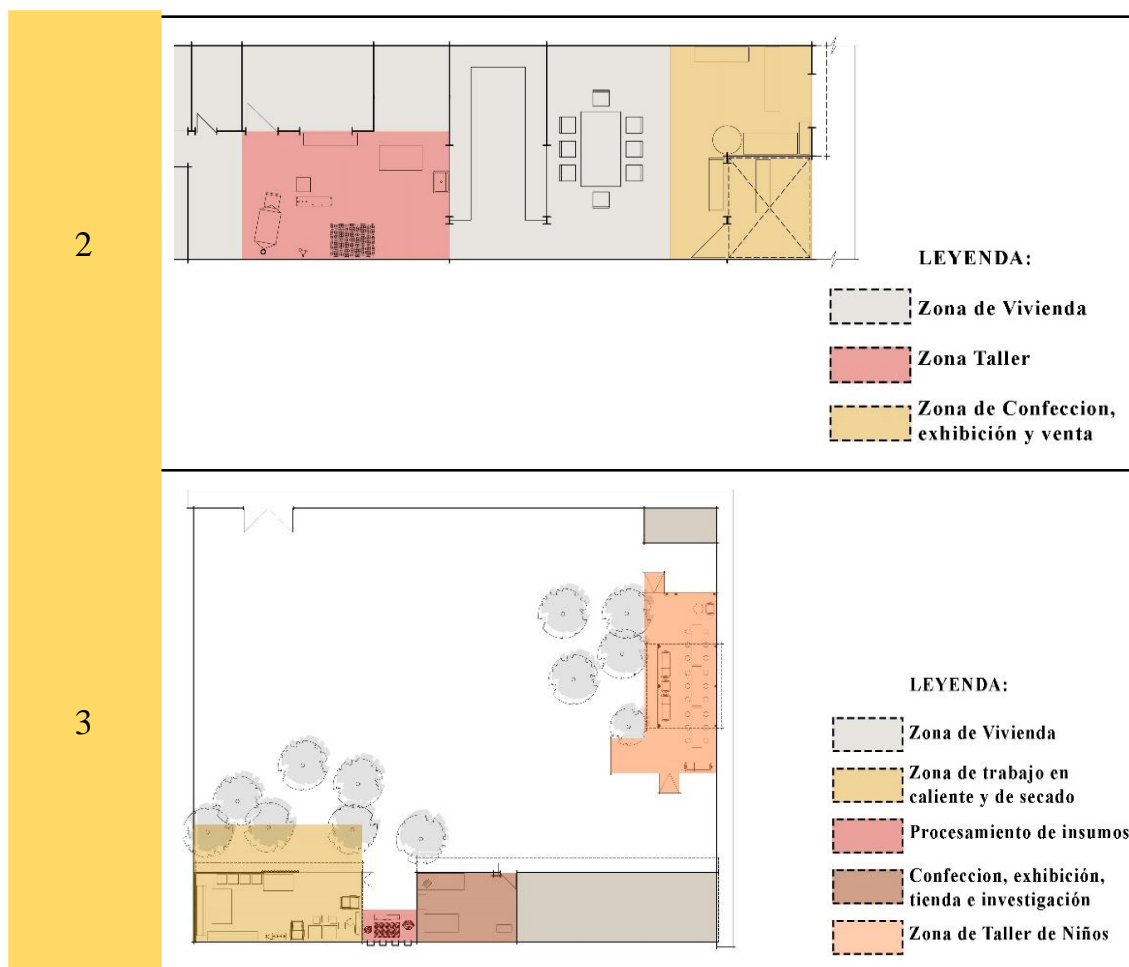 2
LEYENDA:
Zona de Vivienda
Zona Taller
Zona de Confeccion,
exhibición y venta
3
LEYENDA:
Zona de Vivienda
Zona de trabajo en
caliente y de secado
Procesamiento de insumos
Confeccion, exhibición,
tienda e investigación
Zona de Taller de Niños